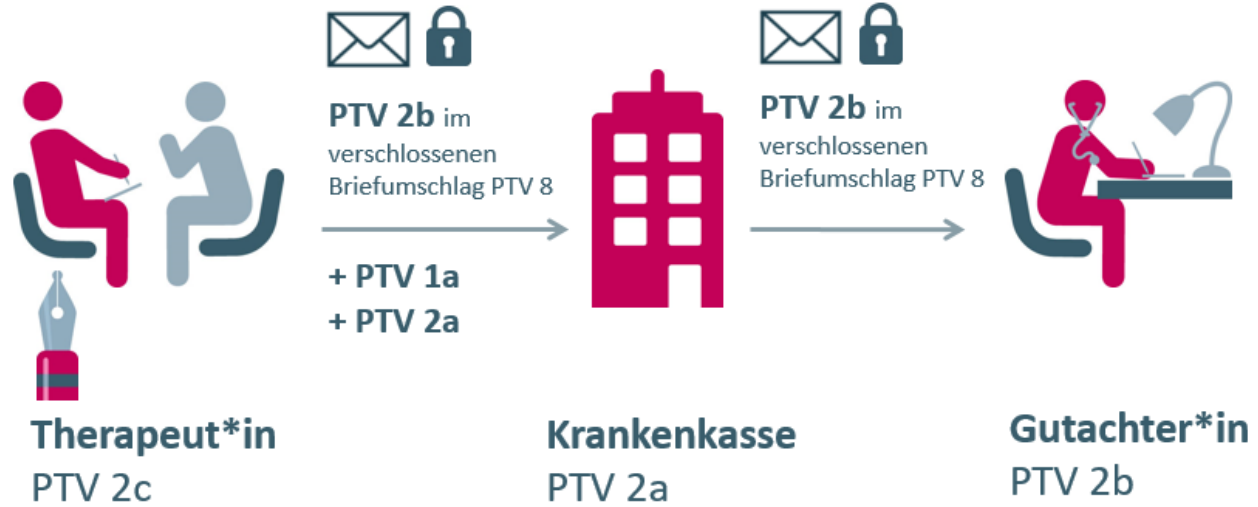 PTV 2b im
verschlossenen
Briefumschlag PTV 8
+ PTV 1a
+ PTV 2a
PTV 2b im
verschlossenen
Briefumschlag PTV 8
Therapeut*in
PTV 2c
Krankenkasse
PTV 2a
Gutachter*in
PTV 2b